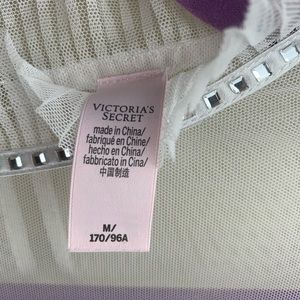 VICTORIA'S
SECRET
made in China/
fabriqué en Chine/
hecho en China/
fabbricato in Cina/
中国制造
M/
170/96A